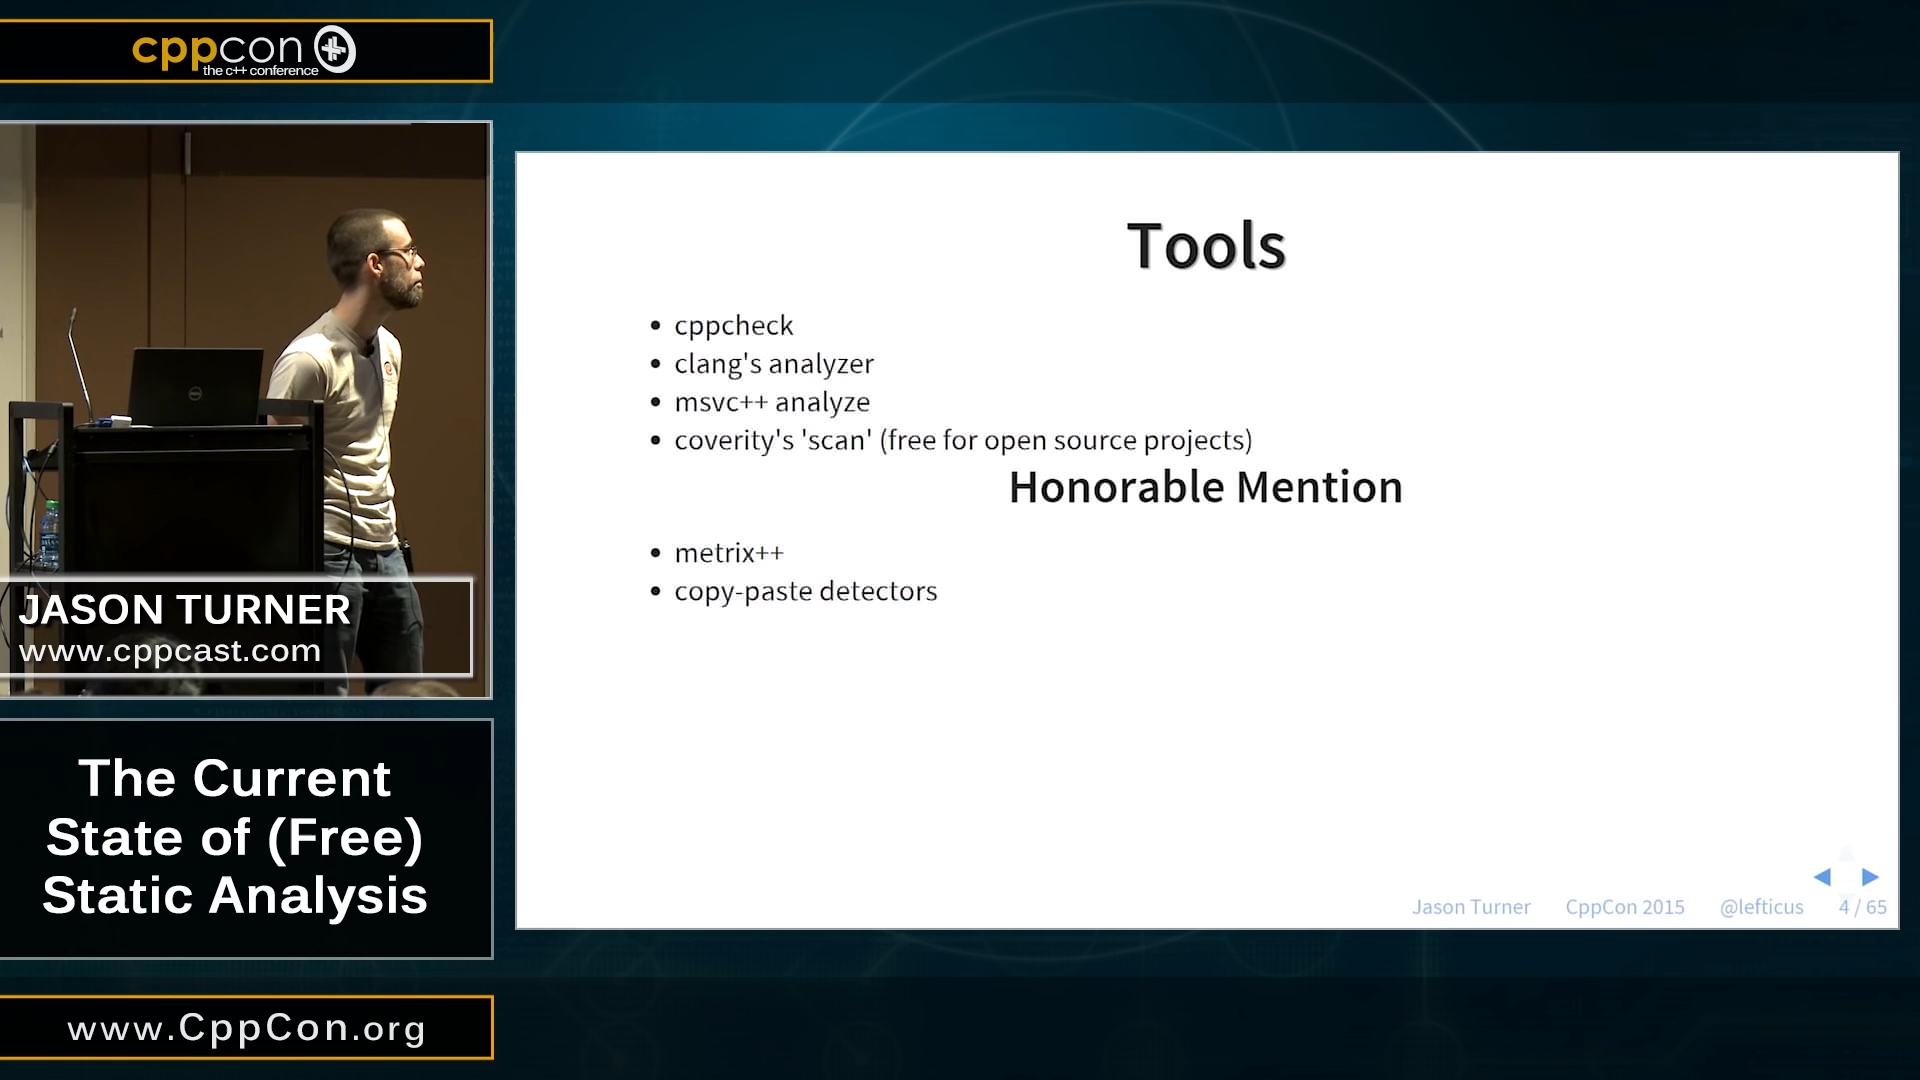 cppcon
the c++ conference
JASON TURNER
www.cppcast.com
The Current
State of (Free)
Static Analysis
www.CppCon.org
Tools
• cppcheck
• clang's analyzer
• msvc++ analyze
• coverity's 'scan' (free for open source projects)
Honorable Mention
• metrix++
• copy-paste detectors
Jason Turner CppCon 2015 @lefticus 4 / 65